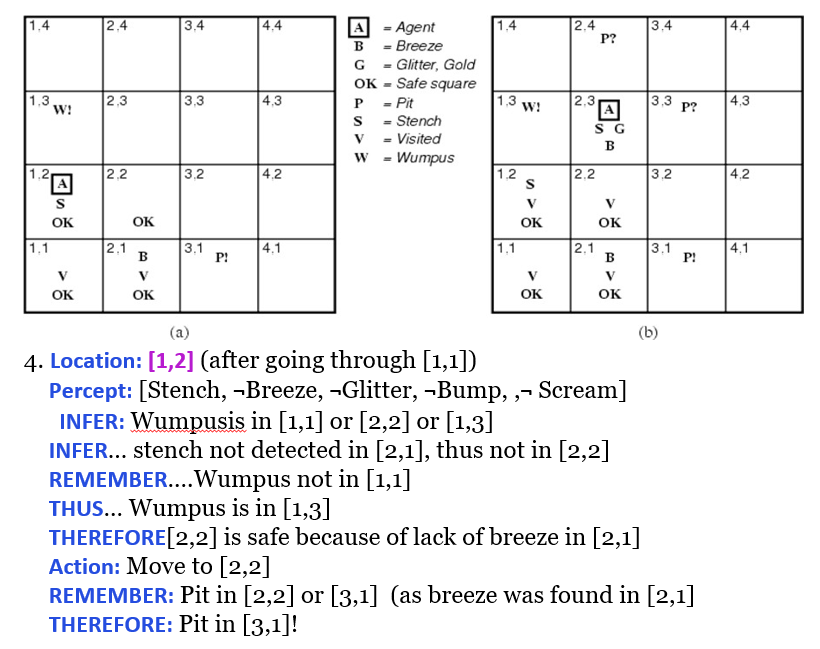 1,4 2,4 3,4 4,4
1,3 W! 2,3 3,3 4,3
1,2 A 2,2 3,2 4,2
S
OK OK
1,1 2,1 B 3,1 P! 4,1
V V
OK OK
(a)
A = Agent
B = Breeze
G = Glitter, Gold
OK = Safe square
P = Pit
S = Stench
V = Visited
W = Wumpus
1,4 2,4 P? 3,4 4,4
1,3 W! 2,3 A 3,3 P? 4,3
S G
B
1,2 S 2,2 3,2 4,2
V V
OK OK
1,1 2,1 B 3,1 P! 4,1
V V
OK OK
(b)
4. Location: [1,2] (after going through [1,1])
Percept: [Stench, ¬Breeze, ¬Glitter, ¬Bump, ,¬ Scream]
INFER: Wumpusis in [1,1] or [2,2] or [1,3]
INFER... stench not detected in [2,1], thus not in [2,2]
REMEMBER....Wumpus not in [1,1]
THUS... Wumpus is in [1,3]
THEREFORE[2,2] is safe because of lack of breeze in [2,1]
Action: Move to [2,2]
REMEMBER: Pit in [2,2] or [3,1] (as breeze was found in [2,1]
THEREFORE: Pit in [3,1]!